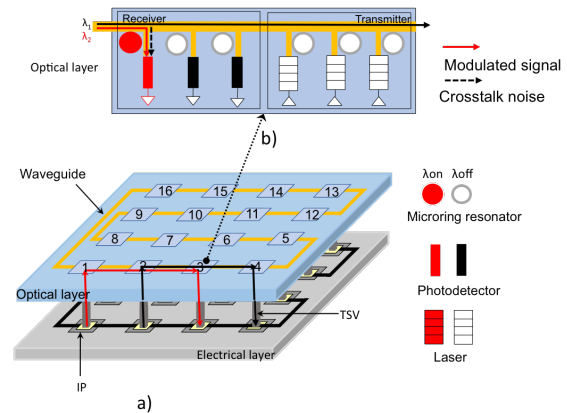 Receiver
Transmitter
λ1
λ2
Optical layer
Modulated signal
Crosstalk noise
b)
Waveguide
16 15 14 13
9 10 11 12
8 7 6 5
1 2 3 4
Optical layer
TSV
Electrical layer
IP
a)
λon λoff
Microring resonator
Photodetector
Laser